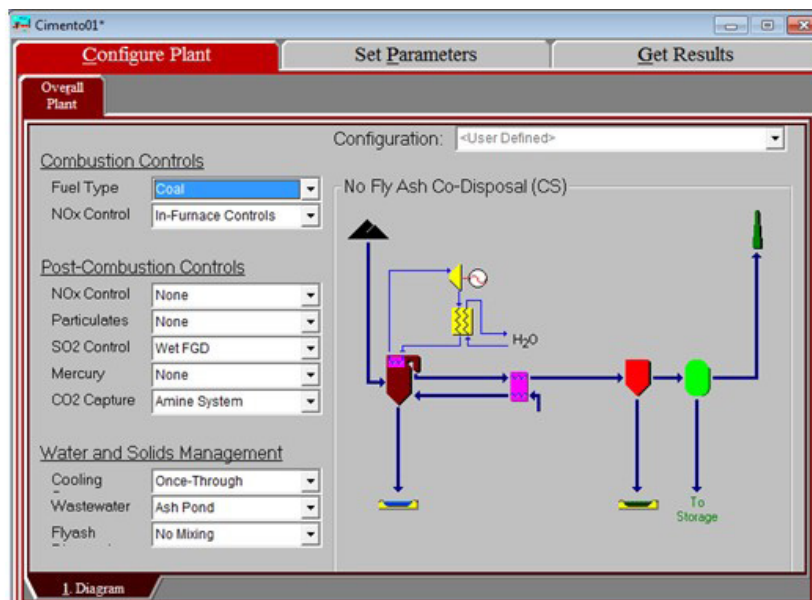 Cimento01*
Configure Plant
Set Parameters
Get Results
Overall
Plant
Configuration: <User Defined>
Combustion Controls
Fuel Type Coal
NOx Control In-Furnace Controls
Post-Combustion Controls
NOx Control None
Particulates None
SO2 Control Wet FGD
Mercury None
CO2 Capture Amine System
Water and Solids Management
Cooling Once-Through
Wastewater Ash Pond
Flyash No Mixing
No Fly Ash Co-Disposal (CS)
H2O
To
Storage
1. Diagram